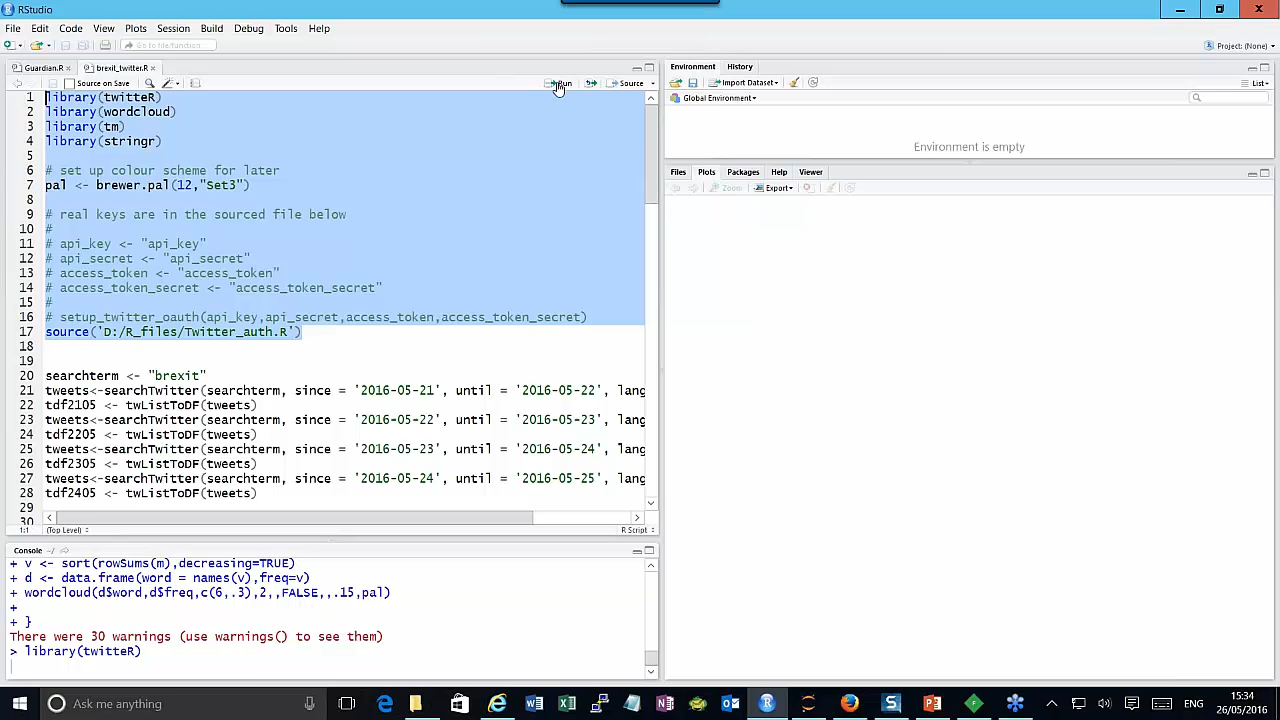 RStudio
File Edit Code View Plots Session Build Debug Tools Help
Go to file/function
Project: (None)
Guardian.R
brexit_twitter.R
Source on Save
Run
Source
1 library(twitteR)
2 library(wordcloud)
3 library(tm)
4 library(stringr)
5
6 # set up colour scheme for later
7 pal <- brewer.pal(12,"Set3")
8
9 # real keys are in the sourced file below
10 #
11 # api_key <- "api_key"
12 # api_secret <- "api_secret"
13 # access_token <- "access_token"
14 # access_token_secret <- "access_token_secret"
15 #
16 # setup_twitter_oauth(api_key,api_secret,access_token,access_token_secret)
17 source('D:/R_files/Twitter_auth.R')
18
19
20 searchterm <- "brexit"
21 tweets<-searchTwitter(searchterm, since = '2016-05-21', until = '2016-05-22', lang
22 tdf2105 <- twListToDF(tweets)
23 tweets<-searchTwitter(searchterm, since = '2016-05-22', until = '2016-05-23', lang
24 tdf2205 <- twListToDF(tweets)
25 tweets<-searchTwitter(searchterm, since = '2016-05-23', until = '2016-05-24', lang
26 tdf2305 <- twListToDF(tweets)
27 tweets<-searchTwitter(searchterm, since = '2016-05-24', until = '2016-05-25', lang
28 tdf2405 <- twListToDF(tweets)
29
30
1:1 (Top Level) R Script
Console ~/
+ v <- sort(rowSums(m),decreasing=TRUE)
+ d <- data.frame(word = names(v),freq=v)
+ wordcloud(d$word,d$freq,c(6,.3),2,,FALSE,,.15,pal)
+
+ }
There were 30 warnings (use warnings() to see them)
> library(twitteR)
Environment History
Import Dataset
List
Global Environment
Environment is empty
Files Plots Packages Help Viewer
Zoom Export
Ask me anything
ENG
15:34
26/05/2016